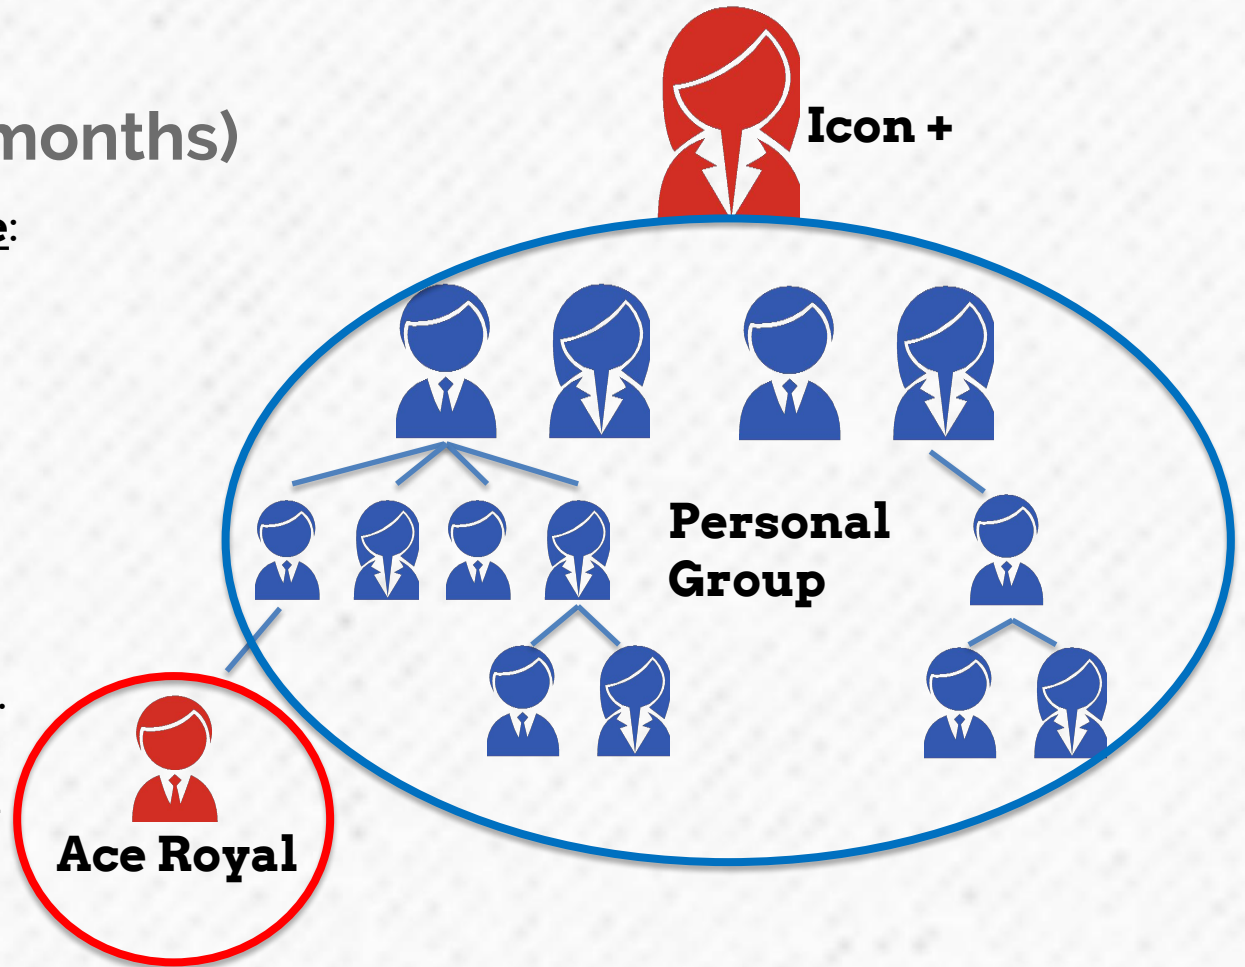 months)
e:
Icon +
Personal
Group
Ace Royal